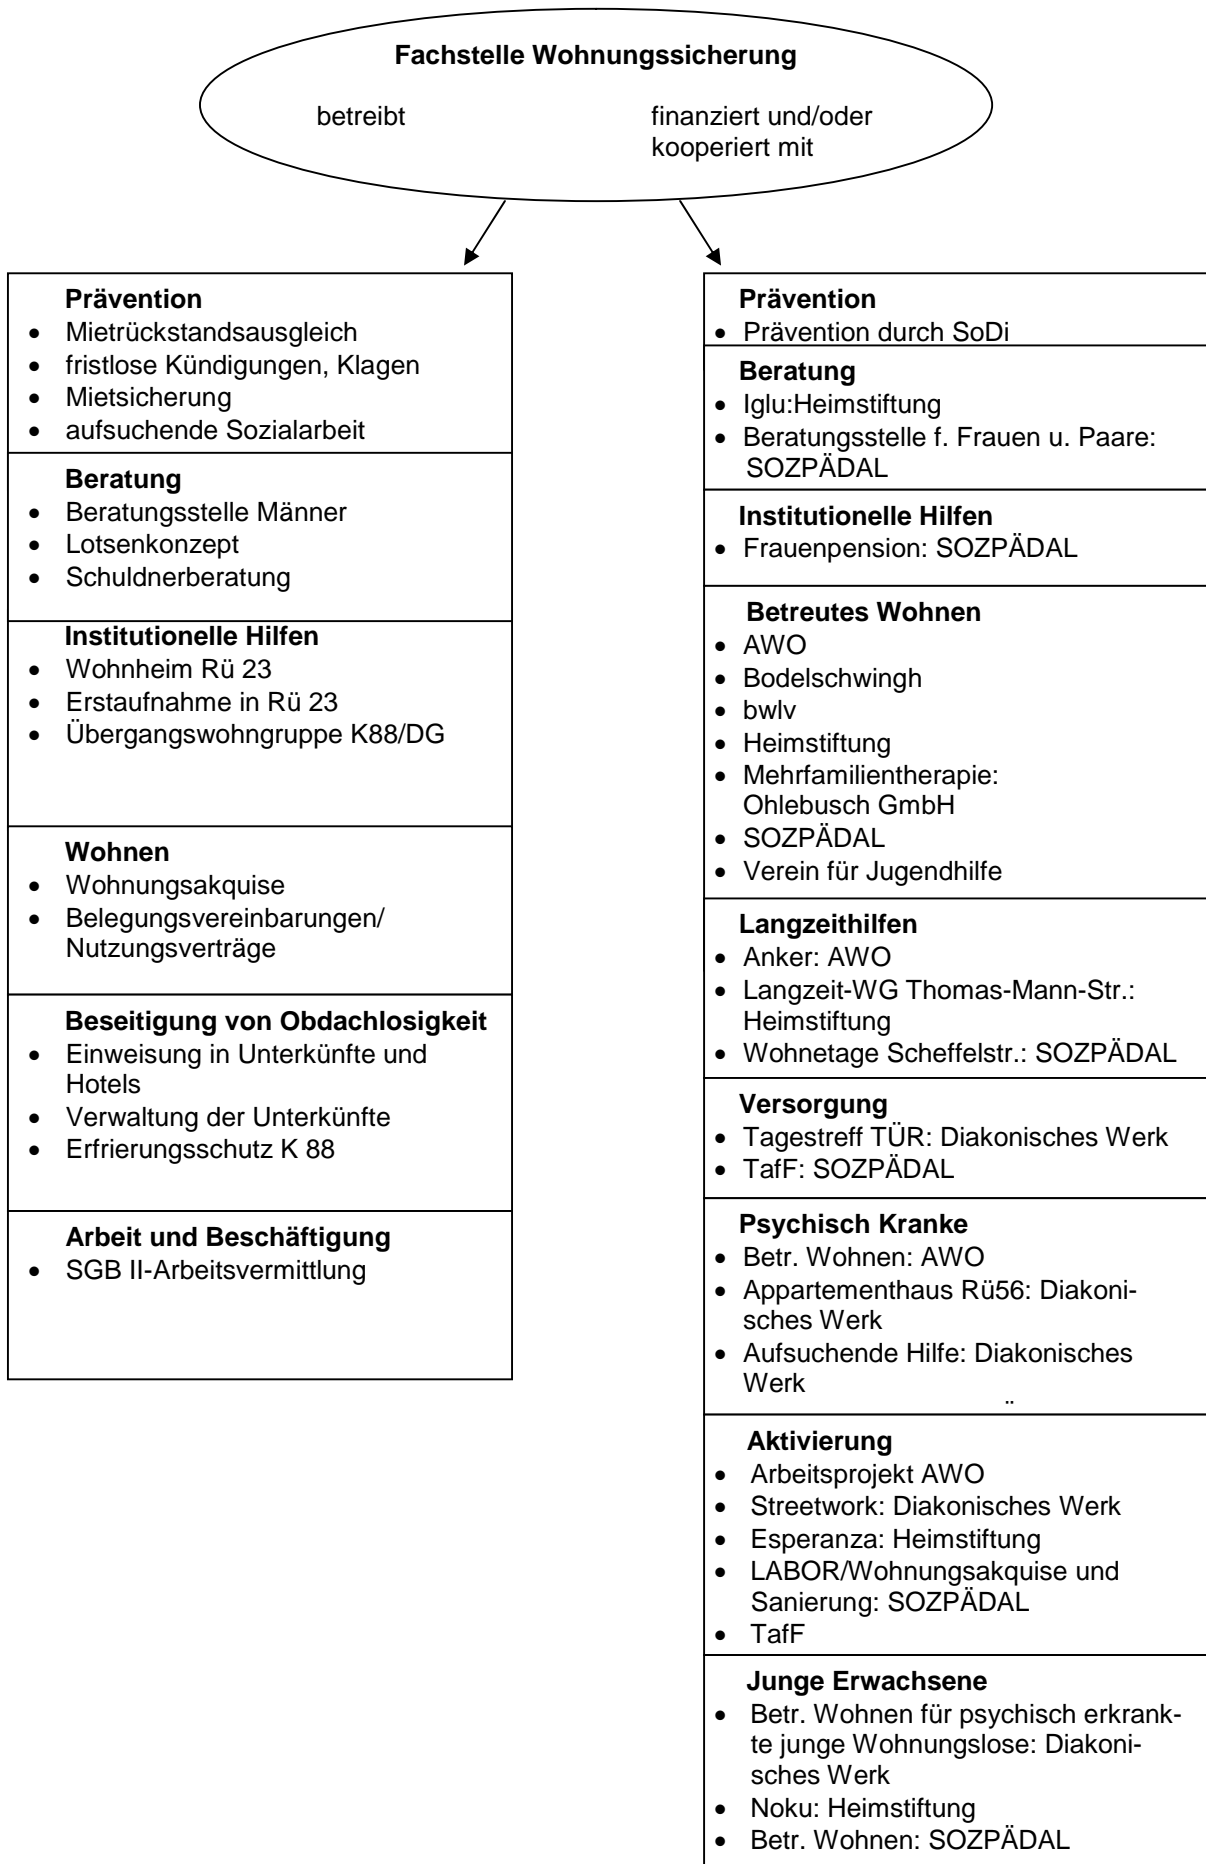 Fachstelle Wohnungssicherung
betreibt
finanziert und/oder
kooperiert mit
Prävention
• Mietrückstandsausgleich
• fristlose Kündigungen, Klagen
• Mietsicherung
• aufsuchende Sozialarbeit
Beratung
• Beratungsstelle Männer
• Lotsenkonzept
• Schuldnerberatung
Institutionelle Hilfen
• Wohnheim Rü 23
• Erstaufnahme in Rü 23
• Übergangswohngruppe K88/DG
Wohnen
• Wohnungsakquise
• Belegungsvereinbarungen/
Nutzungsverträge
Beseitigung von Obdachlosigkeit
• Einweisung in Unterkünfte und
Hotels
• Verwaltung der Unterkünfte
• Erfrierungsschutz K 88
Arbeit und Beschäftigung
• SGB II-Arbeitsvermittlung
Prävention
• Prävention durch SoDi
Beratung
• Iglu:Heimstiftung
• Beratungsstelle f. Frauen u. Paare:
SOZPÄDAL
Institutionelle Hilfen
• Frauenpension: SOZPÄDAL
Betreutes Wohnen
• AWO
• Bodelschwingh
• bwlv
• Heimstiftung
• Mehrfamilientherapie:
Ohlebusch GmbH
• SOZPÄDAL
• Verein für Jugendhilfe
Langzeithilfen
• Anker: AWO
• Langzeit-WG Thomas-Mann-Str.:
Heimstiftung
• Wohnetage Scheffelstr.: SOZPÄDAL
Versorgung
• Tagestreff TÜR: Diakonisches Werk
• TafF: SOZPÄDAL
Psychisch Kranke
• Betr. Wohnen: AWO
• Appartementhaus Rü56: Diakoni-
sches Werk
• Aufsuchende Hilfe: Diakonisches
Werk
Aktivierung
• Arbeitsprojekt AWO
• Streetwork: Diakonisches Werk
• Esperanza: Heimstiftung
• LABOR/Wohnungsakquise und
Sanierung: SOZPÄDAL
• TafF
Junge Erwachsene
• Betr. Wohnen für psychisch erkrank-
te junge Wohnungslose: Diakoni-
sches Werk
• Noku: Heimstiftung
• Betr. Wohnen: SOZPÄDAL